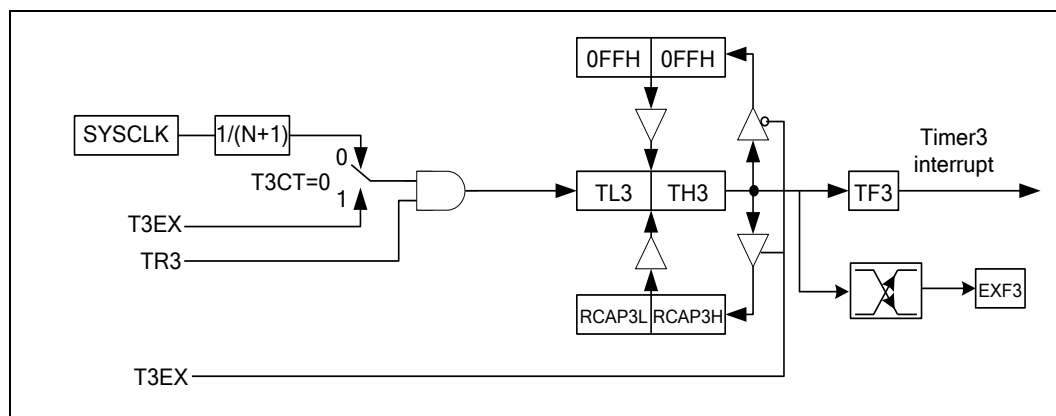 0FFH 0FFH
SYSCLK 1/(N+1)
0
T3CT=0
1
T3EX
TR3
TL3 TH3
TF3
Timer3
interrupt
RCAP3L RCAP3H
EXF3
T3EX